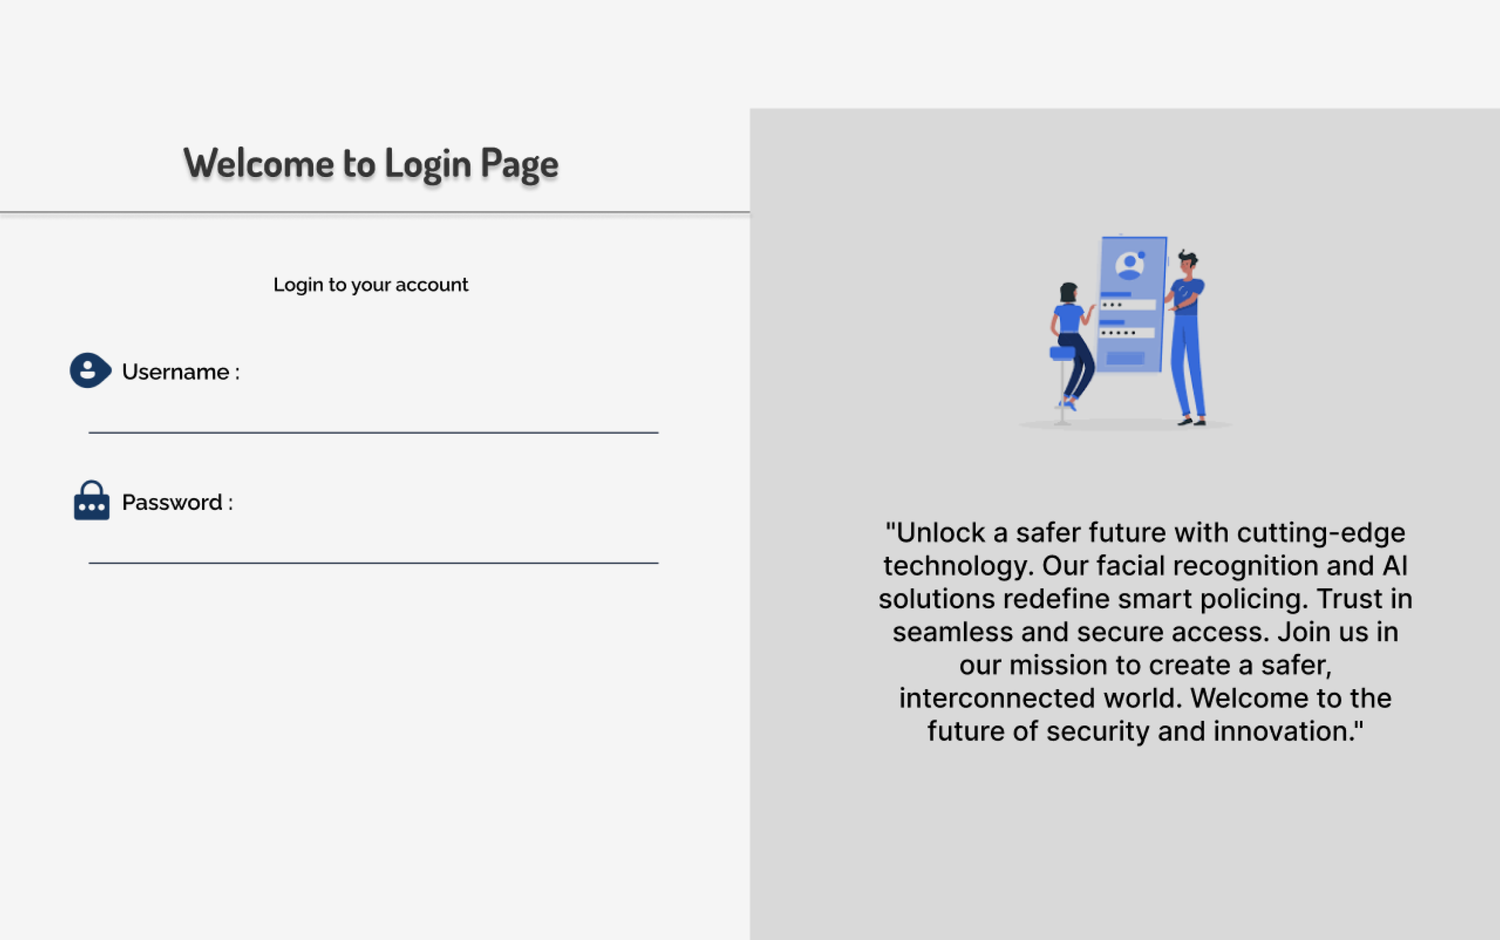 Welcome to Login Page
Login to your account
Username :
Password :
"Unlock a safer future with cutting-edge
technology. Our facial recognition and AI
solutions redefine smart policing. Trust in
seamless and secure access. Join us in
our mission to create a safer,
interconnected world. Welcome to the
future of security and innovation."